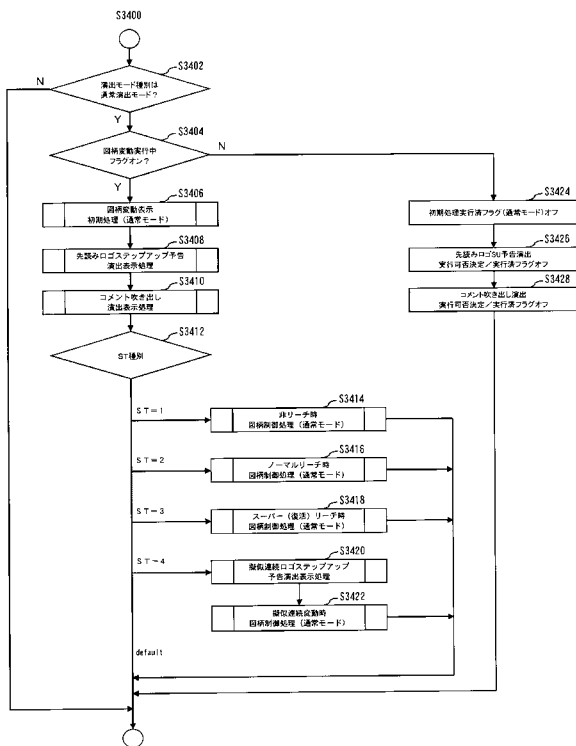 S3400
S3402
N
演出モード種別は
通常演出モード?
Y
S3404
N
図柄変動実行中
フラグオン?
Y
S3406
図柄変動表示
初期処理(通常モード)
S3408
先読みロゴステップアップ予告
演出表示処理
S3410
コメント吹き出し
演出表示処理
S3412
ST種別
S3424
初期処理実行済フラグ(通常モード)オフ
S3426
先読みロゴSU予告演出
実行可否決定/実行済フラグオフ
S3428
コメント吹き出し演出
実行可否決定/実行済フラグオフ
ST=1
S3414
非リーチ時
図柄制御処理(通常モード)
ST=2
S3416
ノーマルリーチ時
図柄制御処理(通常モード)
ST=3
S3418
スーパー(復活)リーチ時
図柄制御処理(通常モード)
ST=4
S3420
擬似連続ロゴステップアップ
予告演出表示処理
S3422
擬似連続変動時
図柄制御処理(通常モード)
default